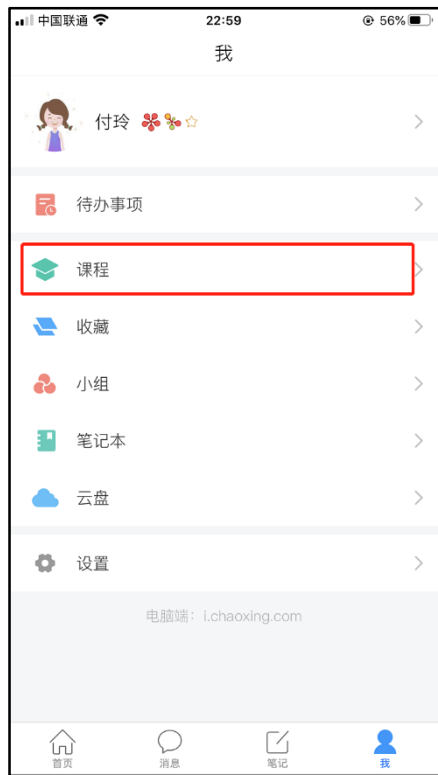 中国联通 22:59 56%
我
付玲
待办事项
课程
收藏
小组
笔记本
云盘
设置
电脑端：i.chaoxing.com
首页 消息 笔记 我